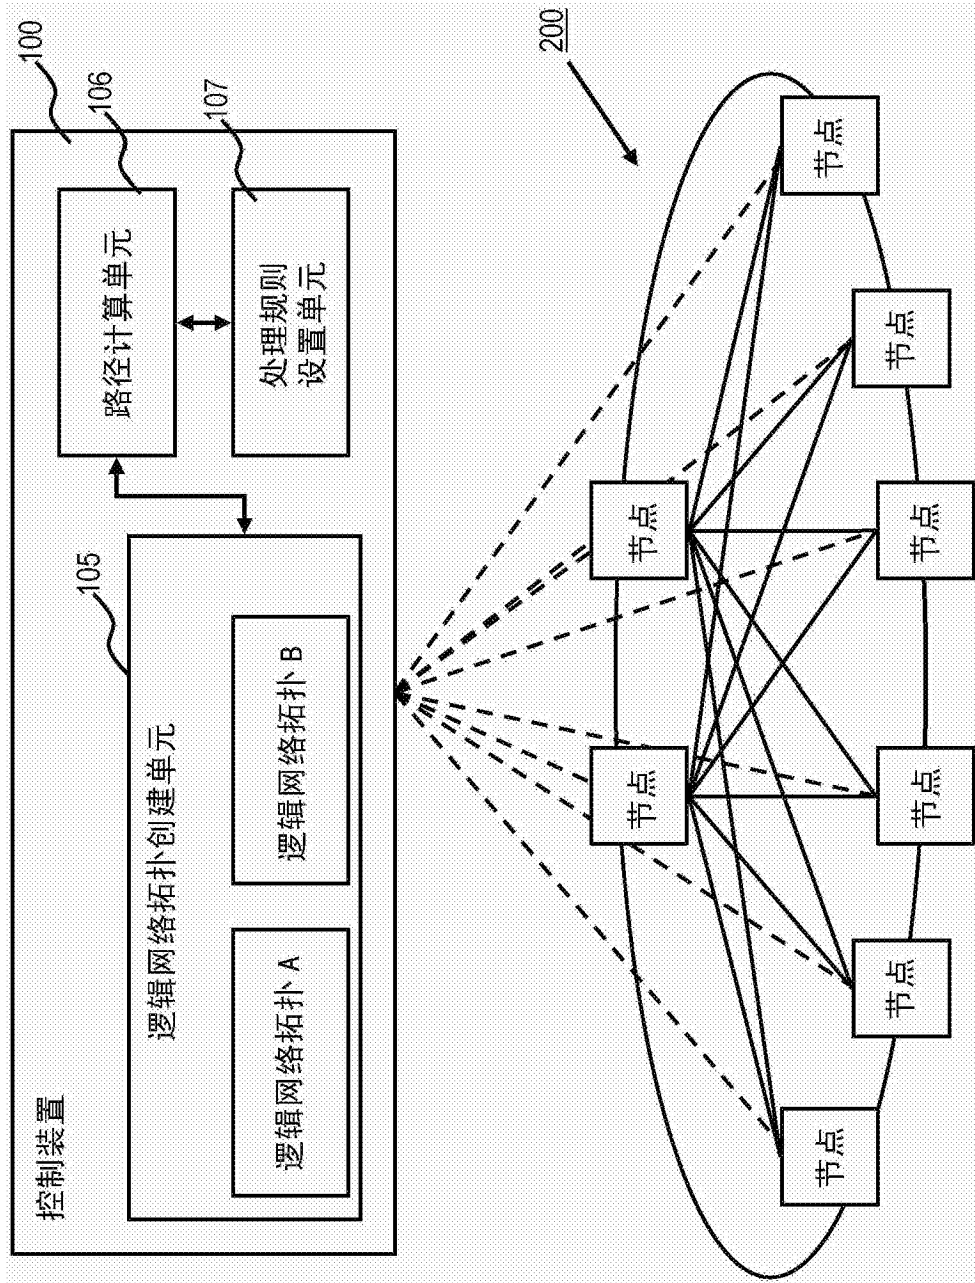 100
控制装置
105
逻辑网络拓扑创建单元
逻辑网络拓扑 A
逻辑网络拓扑 B
106
路径计算单元
107
处理规则
设置单元
200
节点
节点
节点
节点
节点
节点
节点
节点